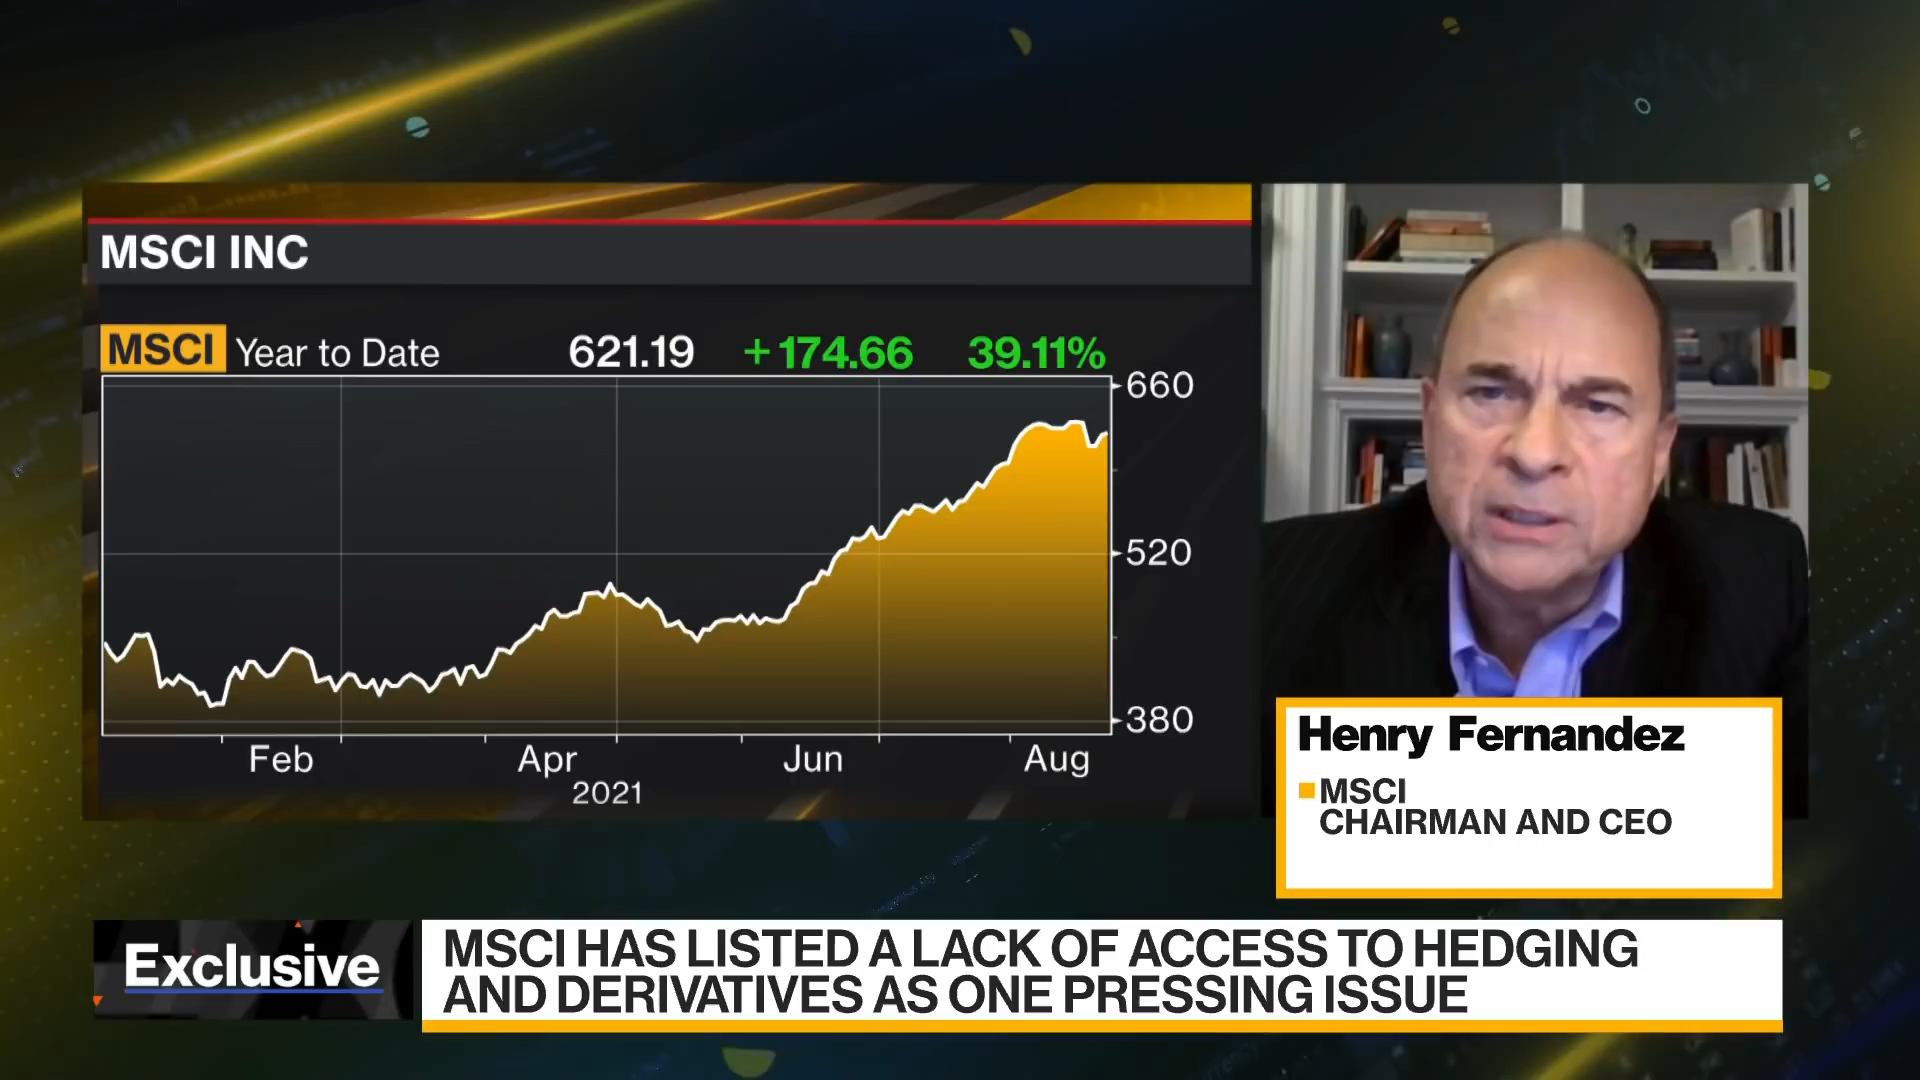 MSCI INC
MSCI Year to Date 621.19 +174.66 39.11%
660
520
380
Feb Apr Jun Aug
2021
Henry Fernandez
MSCI
CHAIRMAN AND CEO
Exclusive
MSCI HAS LISTED A LACK OF ACCESS TO HEDGING
AND DERIVATIVES AS ONE PRESSING ISSUE